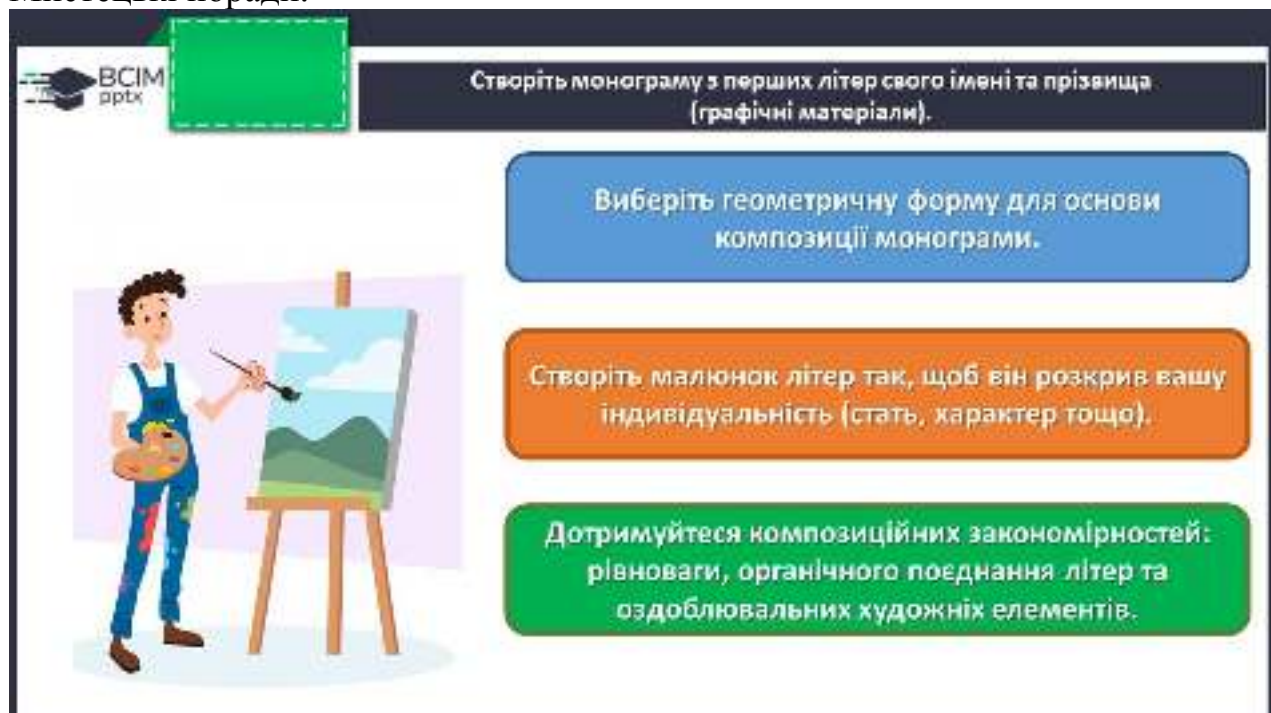 Мистецькі поради.
ВСІМ
pptx
Створіть монограму з перших літер свого імені та прізвища
(графічні матеріали).
Виберіть геометричну форму для основи
композиції монограми.
Створіть малюнок літер так, щоб він розкрив вашу
індивідуальність (стать, характер тощо).
Дотримуйтеся композиційних закономірностей:
рівноваги, органічного поєднання літер та
оздоблювальних художніх елементів.